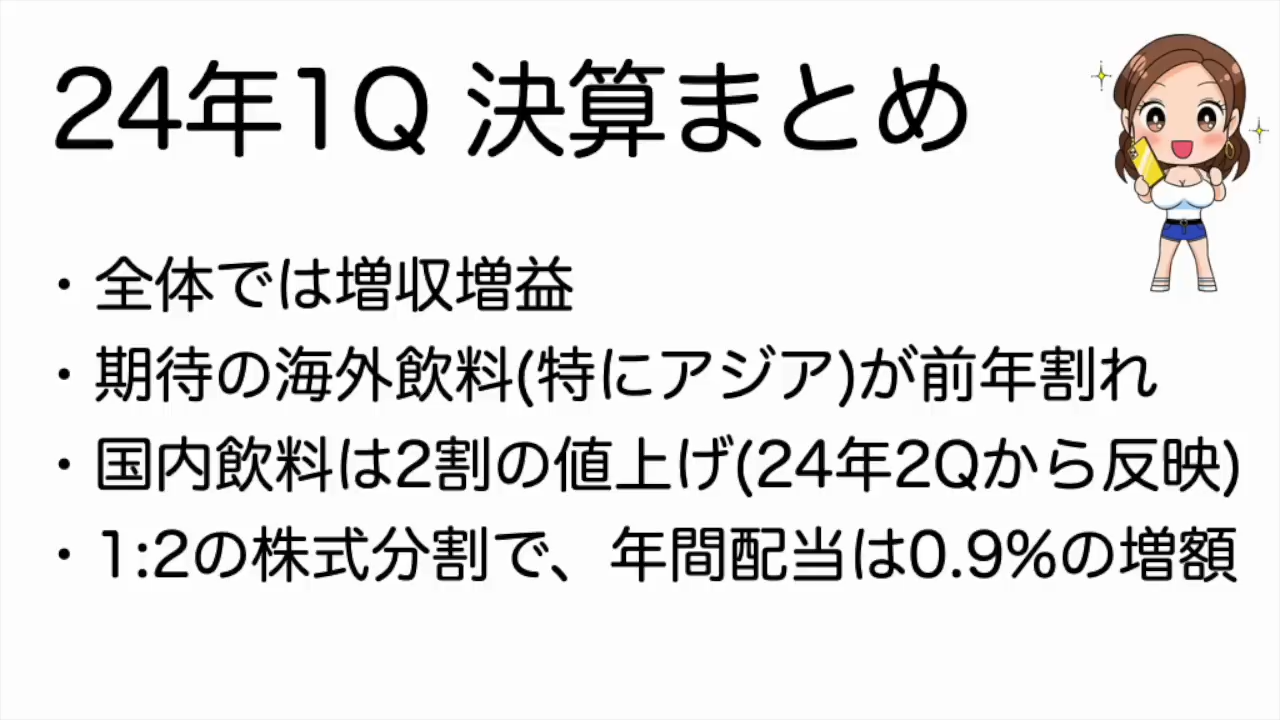 24年1Q 決算まとめ
・全体では増収増益
・期待の海外飲料(特にアジア)が前年割れ
・国内飲料は2割の値上げ(24年2Qから反映)
・1:2の株式分割で、年間配当は0.9%の増額